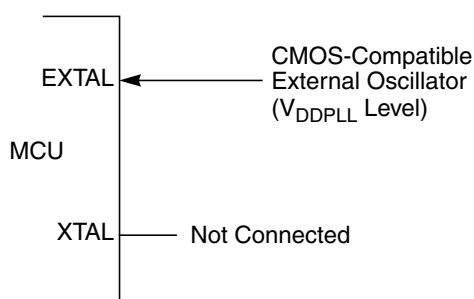 CMOS-Compatible
EXTAL External Oscillator
(VDDPLL Level)
MCU
XTAL Not Connected